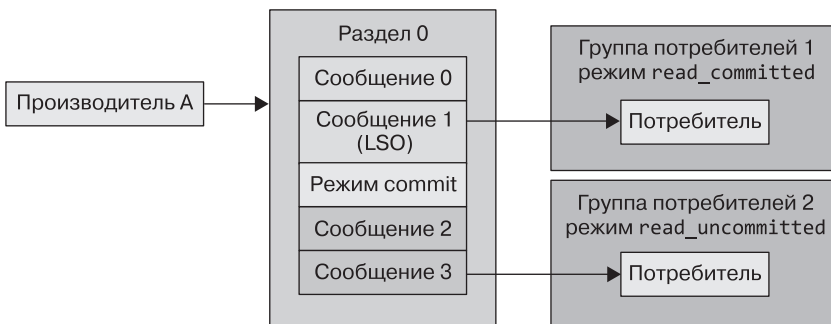 Производитель А
Раздел 0
Сообщение 0
Сообщение 1
(LSO)
Режим commit
Сообщение 2
Сообщение 3
Группа потребителей 1
режим read_committed
Потребитель
Группа потребителей 2
режим read_uncommitted
Потребитель